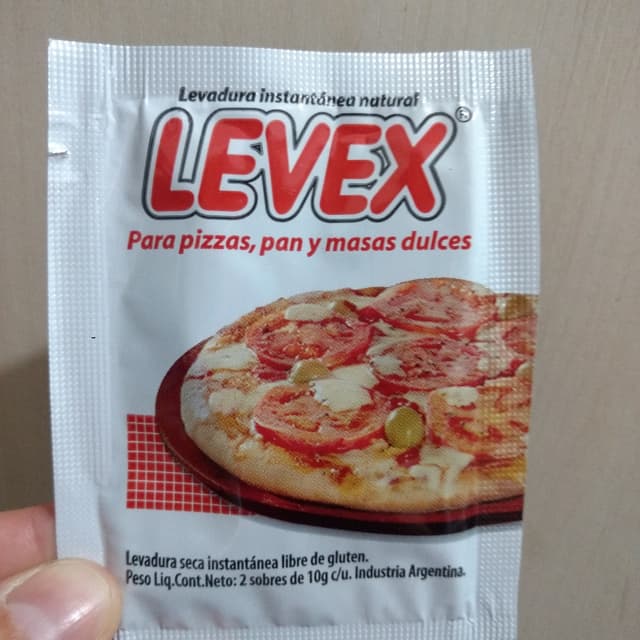 Levadura instantánea natural
LEVEX®
Para pizzas, pan y masas dulces
Levadura seca instantánea libre de gluten.
Peso Liq.Cont.Neto: 2 sobres de 10g c/u. Industria Argentina.